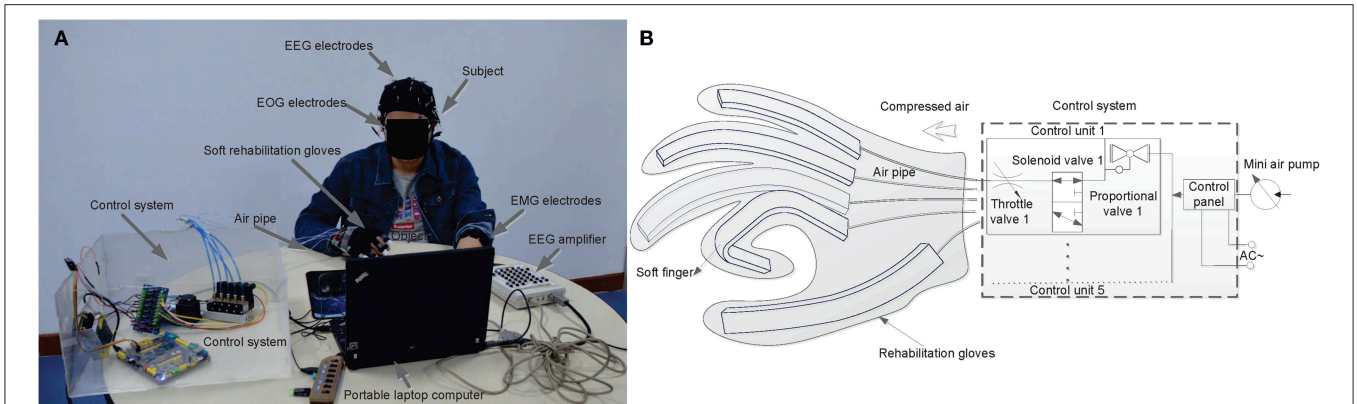 A
EEG electrodes
Subject
EOG electrodes
Soft rehabilitation gloves
Control system
Air pipe
Object
EMG electrodes
EEG amplifier
Control system
Portable laptop computer
B
Compressed air
Control system
Control unit 1
Solenoid valve 1
Mini air pump
Air pipe
Throttle valve 1
Proportional valve 1
Control panel
AC~
Soft finger
Control unit 5
Rehabilitation gloves